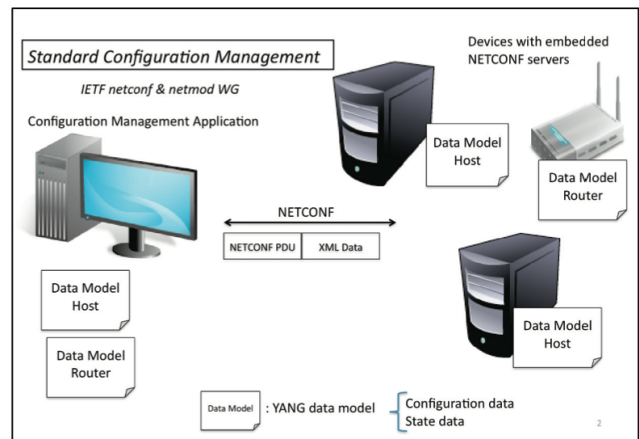 Standard Configuration Management
IETF netconf & netmod WG
Configuration Management Application
Devices with embedded
NETCONF servers
Data Model
Host
Data Model
Router
NETCONF
NETCONF PDU XML Data
Data Model
Host
Data Model
Router
Data Model
Host
Data Model : YANG data model
Configuration data
State data
2